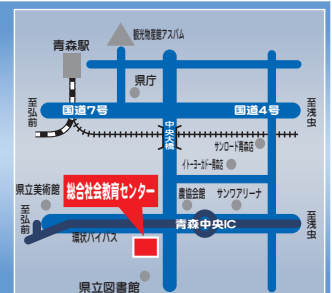 観光物産館アスパム
青森駅
県庁
至弘前
国道7号
国道4号
至浅虫
中央大橋
サンロード青森店
イトーヨーカドー青森店
県立美術館
総合社会教育センター
農協会館
サンワアリーナ
至弘前
青森中央IC
至浅虫
環状バイパス
県立図書館